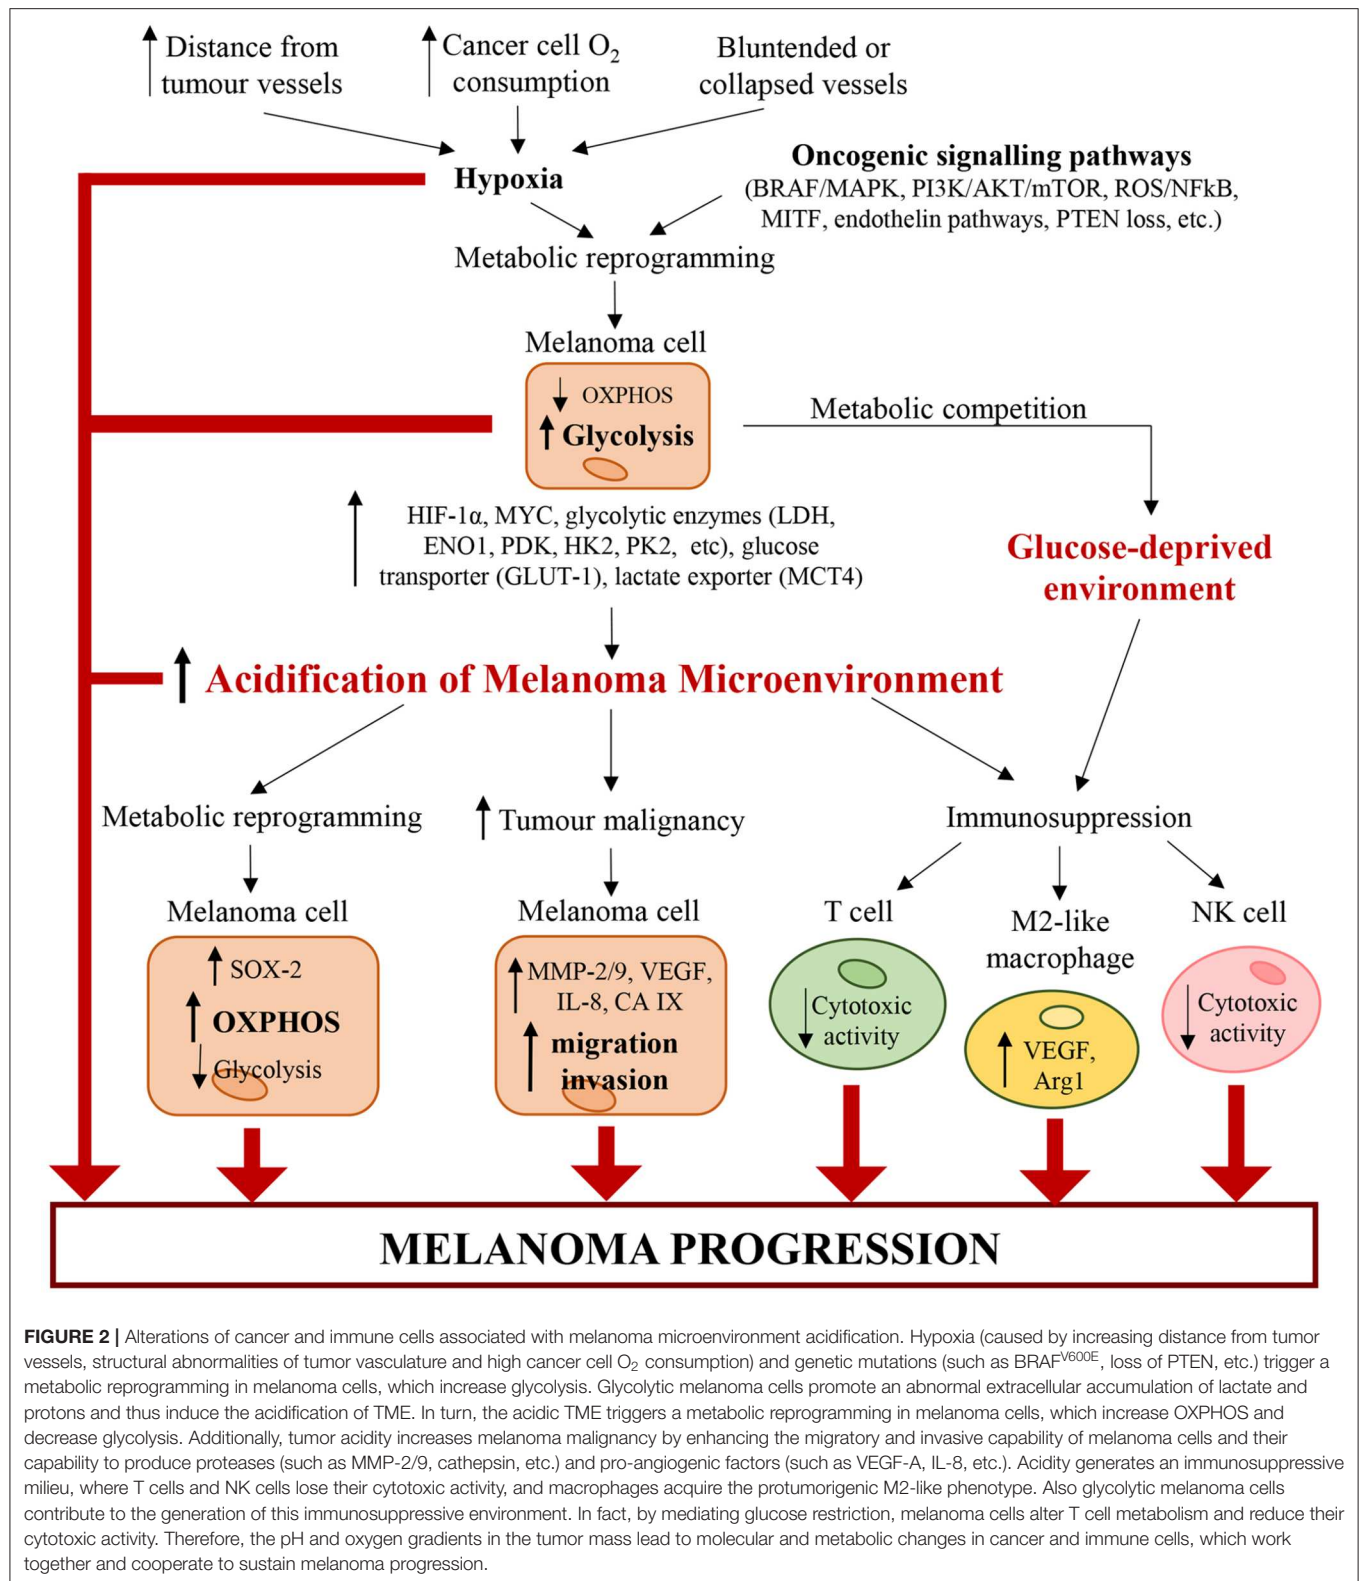 Distance from
tumour vessels
Cancer cell O₂
consumption
Bluntended or
collapsed vessels
Hypoxia
Oncogenic signalling pathways
(BRAF/MAPK, PI3K/AKT/mTOR, ROS/NFkB,
MITF, endothelin pathways, PTEN loss, etc.)
Metabolic reprogramming
Melanoma cell
OXPHOS
Glycolysis
Metabolic competition
HIF-1α, MYC, glycolytic enzymes (LDH,
ENO1, PDK, HK2, PK2, etc), glucose
transporter (GLUT-1), lactate exporter (MCT4)
Glucose-deprived
environment
Acidification of Melanoma Microenvironment
Metabolic reprogramming
Tumour malignancy
Immunosuppression
Melanoma cell
SOX-2
OXPHOS
Glycolysis
Melanoma cell
MMP-2/9, VEGF,
IL-8, CA IX
migration
invasion
T cell
Cytotoxic
activity
M2-like
macrophage
VEGF,
Arg1
NK cell
Cytotoxic
activity
MELANOMA PROGRESSION
FIGURE 2 | Alterations of cancer and immune cells associated with melanoma microenvironment acidification. Hypoxia (caused by increasing distance from tumor
vessels, structural abnormalities of tumor vasculature and high cancer cell O₂ consumption) and genetic mutations (such as BRAF^V600E, loss of PTEN, etc.) trigger a
metabolic reprogramming in melanoma cells, which increase glycolysis. Glycolytic melanoma cells promote an abnormal extracellular accumulation of lactate and
protons and thus induce the acidification of TME. In turn, the acidic TME triggers a metabolic reprogramming in melanoma cells, which increase OXPHOS and
decrease glycolysis. Additionally, tumor acidity increases melanoma malignancy by enhancing the migratory and invasive capability of melanoma cells and their
capability to produce proteases (such as MMP-2/9, cathepsin, etc.) and pro-angiogenic factors (such as VEGF-A, IL-8, etc.). Acidity generates an immunosuppressive
milieu, where T cells and NK cells lose their cytotoxic activity, and macrophages acquire the protumorigenic M2-like phenotype. Also glycolytic melanoma cells
contribute to the generation of this immunosuppressive environment. In fact, by mediating glucose restriction, melanoma cells alter T cell metabolism and reduce their
cytotoxic activity. Therefore, the pH and oxygen gradients in the tumor mass lead to molecular and metabolic changes in cancer and immune cells, which work
together and cooperate to sustain melanoma progression.